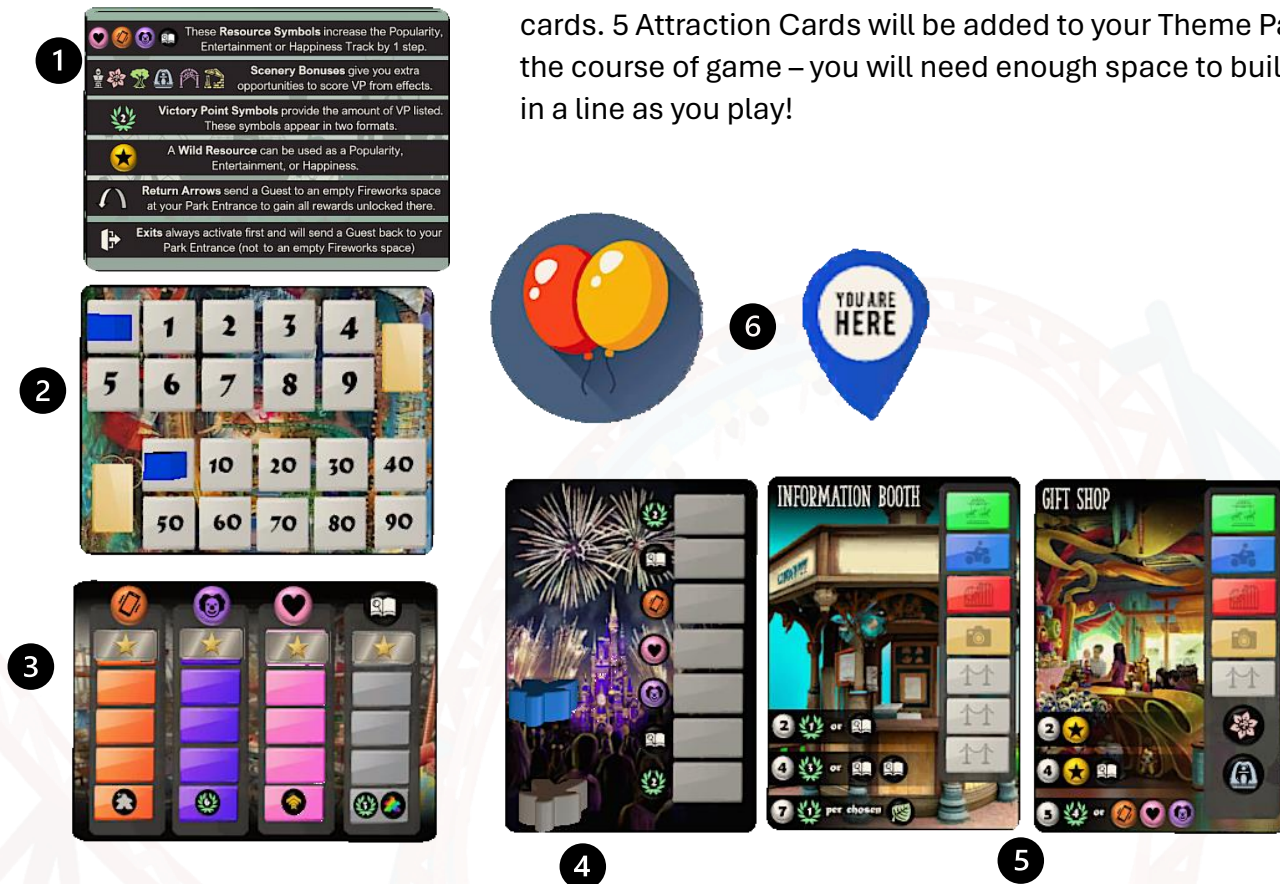 cards. 5 Attraction Cards will be added to your Theme Pa
the course of game – you will need enough space to buil
in a line as you play!
1
These Resource Symbols increase the Popularity,
Entertainment or Happiness Track by 1 step.
Scenery Bonuses give you extra
opportunities to score VP from effects.
2
Victory Point Symbols provide the amount of VP listed.
These symbols appear in two formats.
A Wild Resource can be used as a Popularity,
Entertainment, or Happiness.
Return Arrows send a Guest to an empty Fireworks space
at your Park Entrance to gain all rewards unlocked there.
Exits always activate first and will send a Guest back to your
Park Entrance (not to an empty Fireworks space)
2
1 2 3 4
5 6 7 8 9
10 20 30 40
50 60 70 80 90
3
6
YOU ARE
HERE
4
2
INFORMATION BOOTH
2 1 or
4 3 or
7 1 per chosen
5
GIFT SHOP
2
4
5 4 or